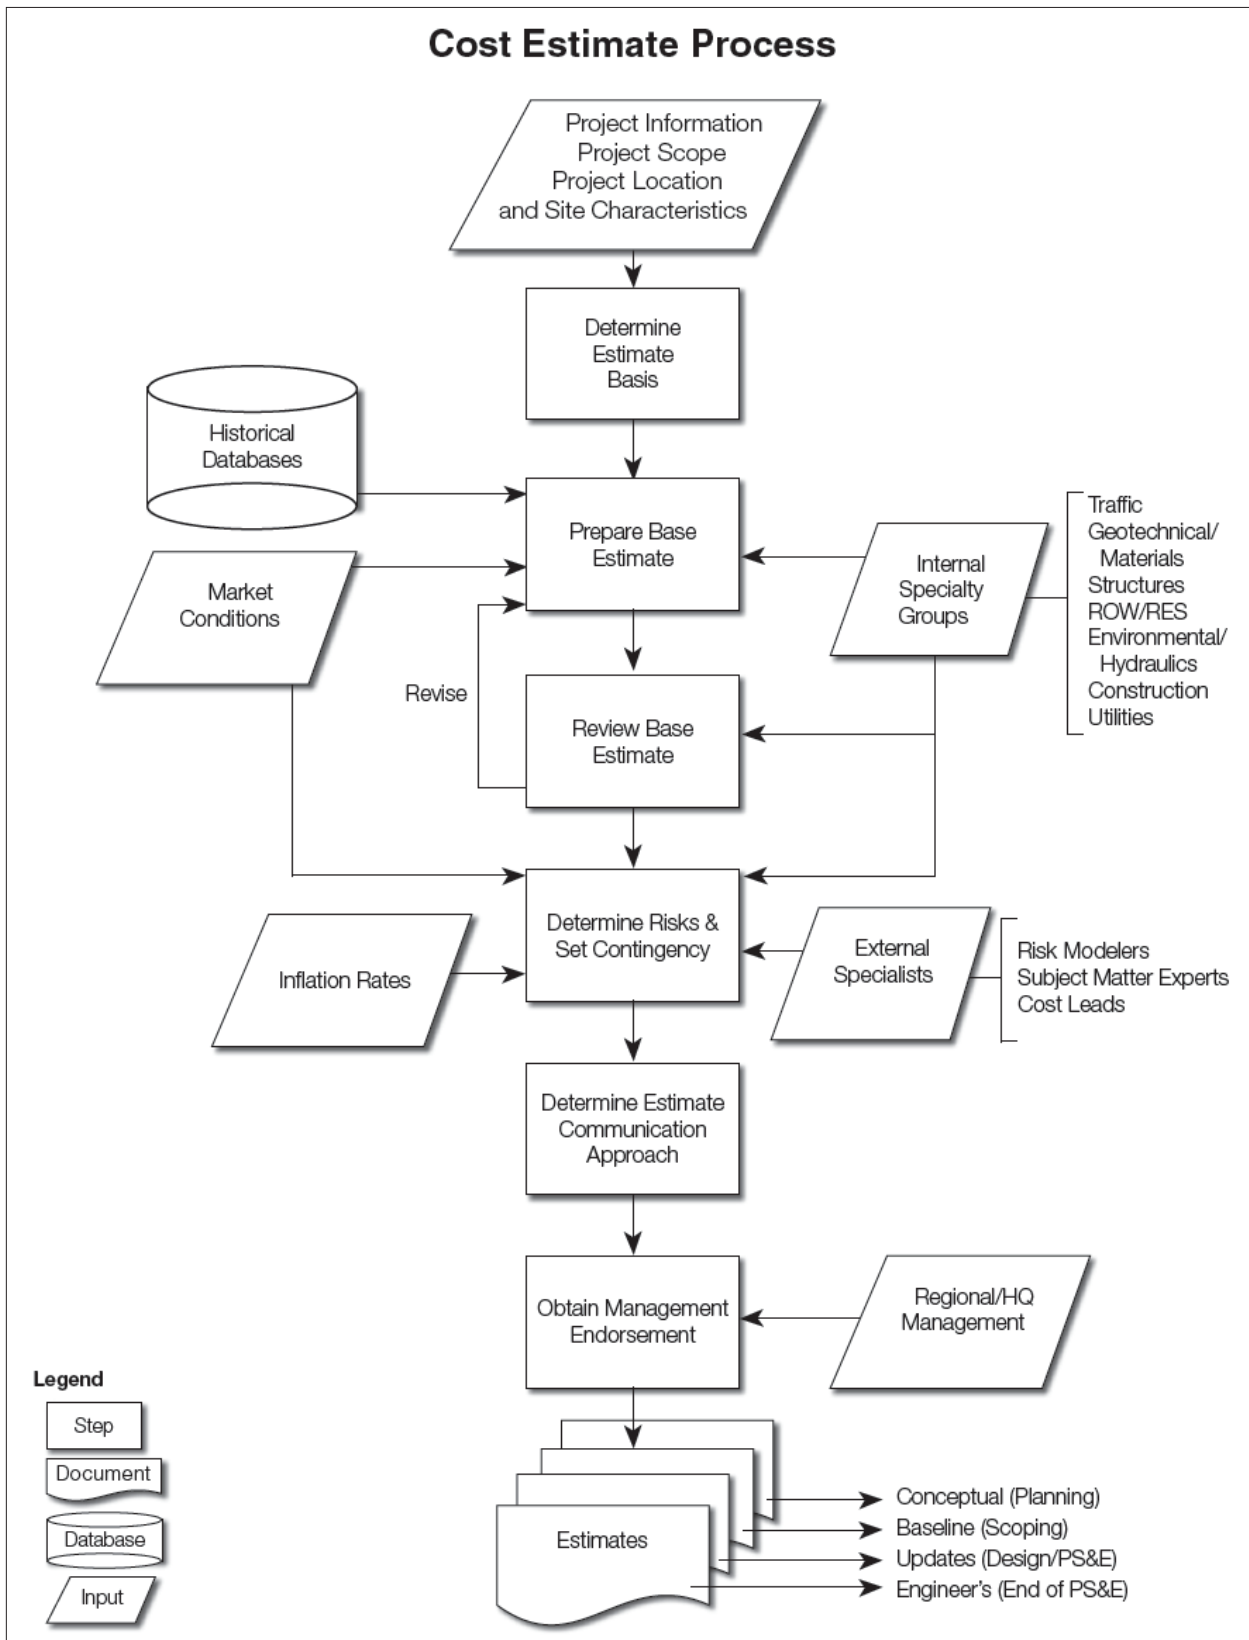 Cost Estimate Process
Project Information
Project Scope
Project Location
and Site Characteristics
Determine
Estimate
Basis
Historical
Databases
Prepare Base
Estimate
Market
Conditions
Internal
Specialty
Groups
Traffic
Geotechnical/
Materials
Structures
ROW/RES
Environmental/
Hydraulics
Construction
Utilities
Revise
Review Base
Estimate
Determine Risks &
Set Contingency
Inflation Rates
External
Specialists
Risk Modelers
Subject Matter Experts
Cost Leads
Determine Estimate
Communication
Approach
Obtain Management
Endorsement
Regional/HQ
Management
Legend
Step
Document
Database
Input
Estimates
Conceptual (Planning)
Baseline (Scoping)
Updates (Design/PS&E)
Engineer's (End of PS&E)